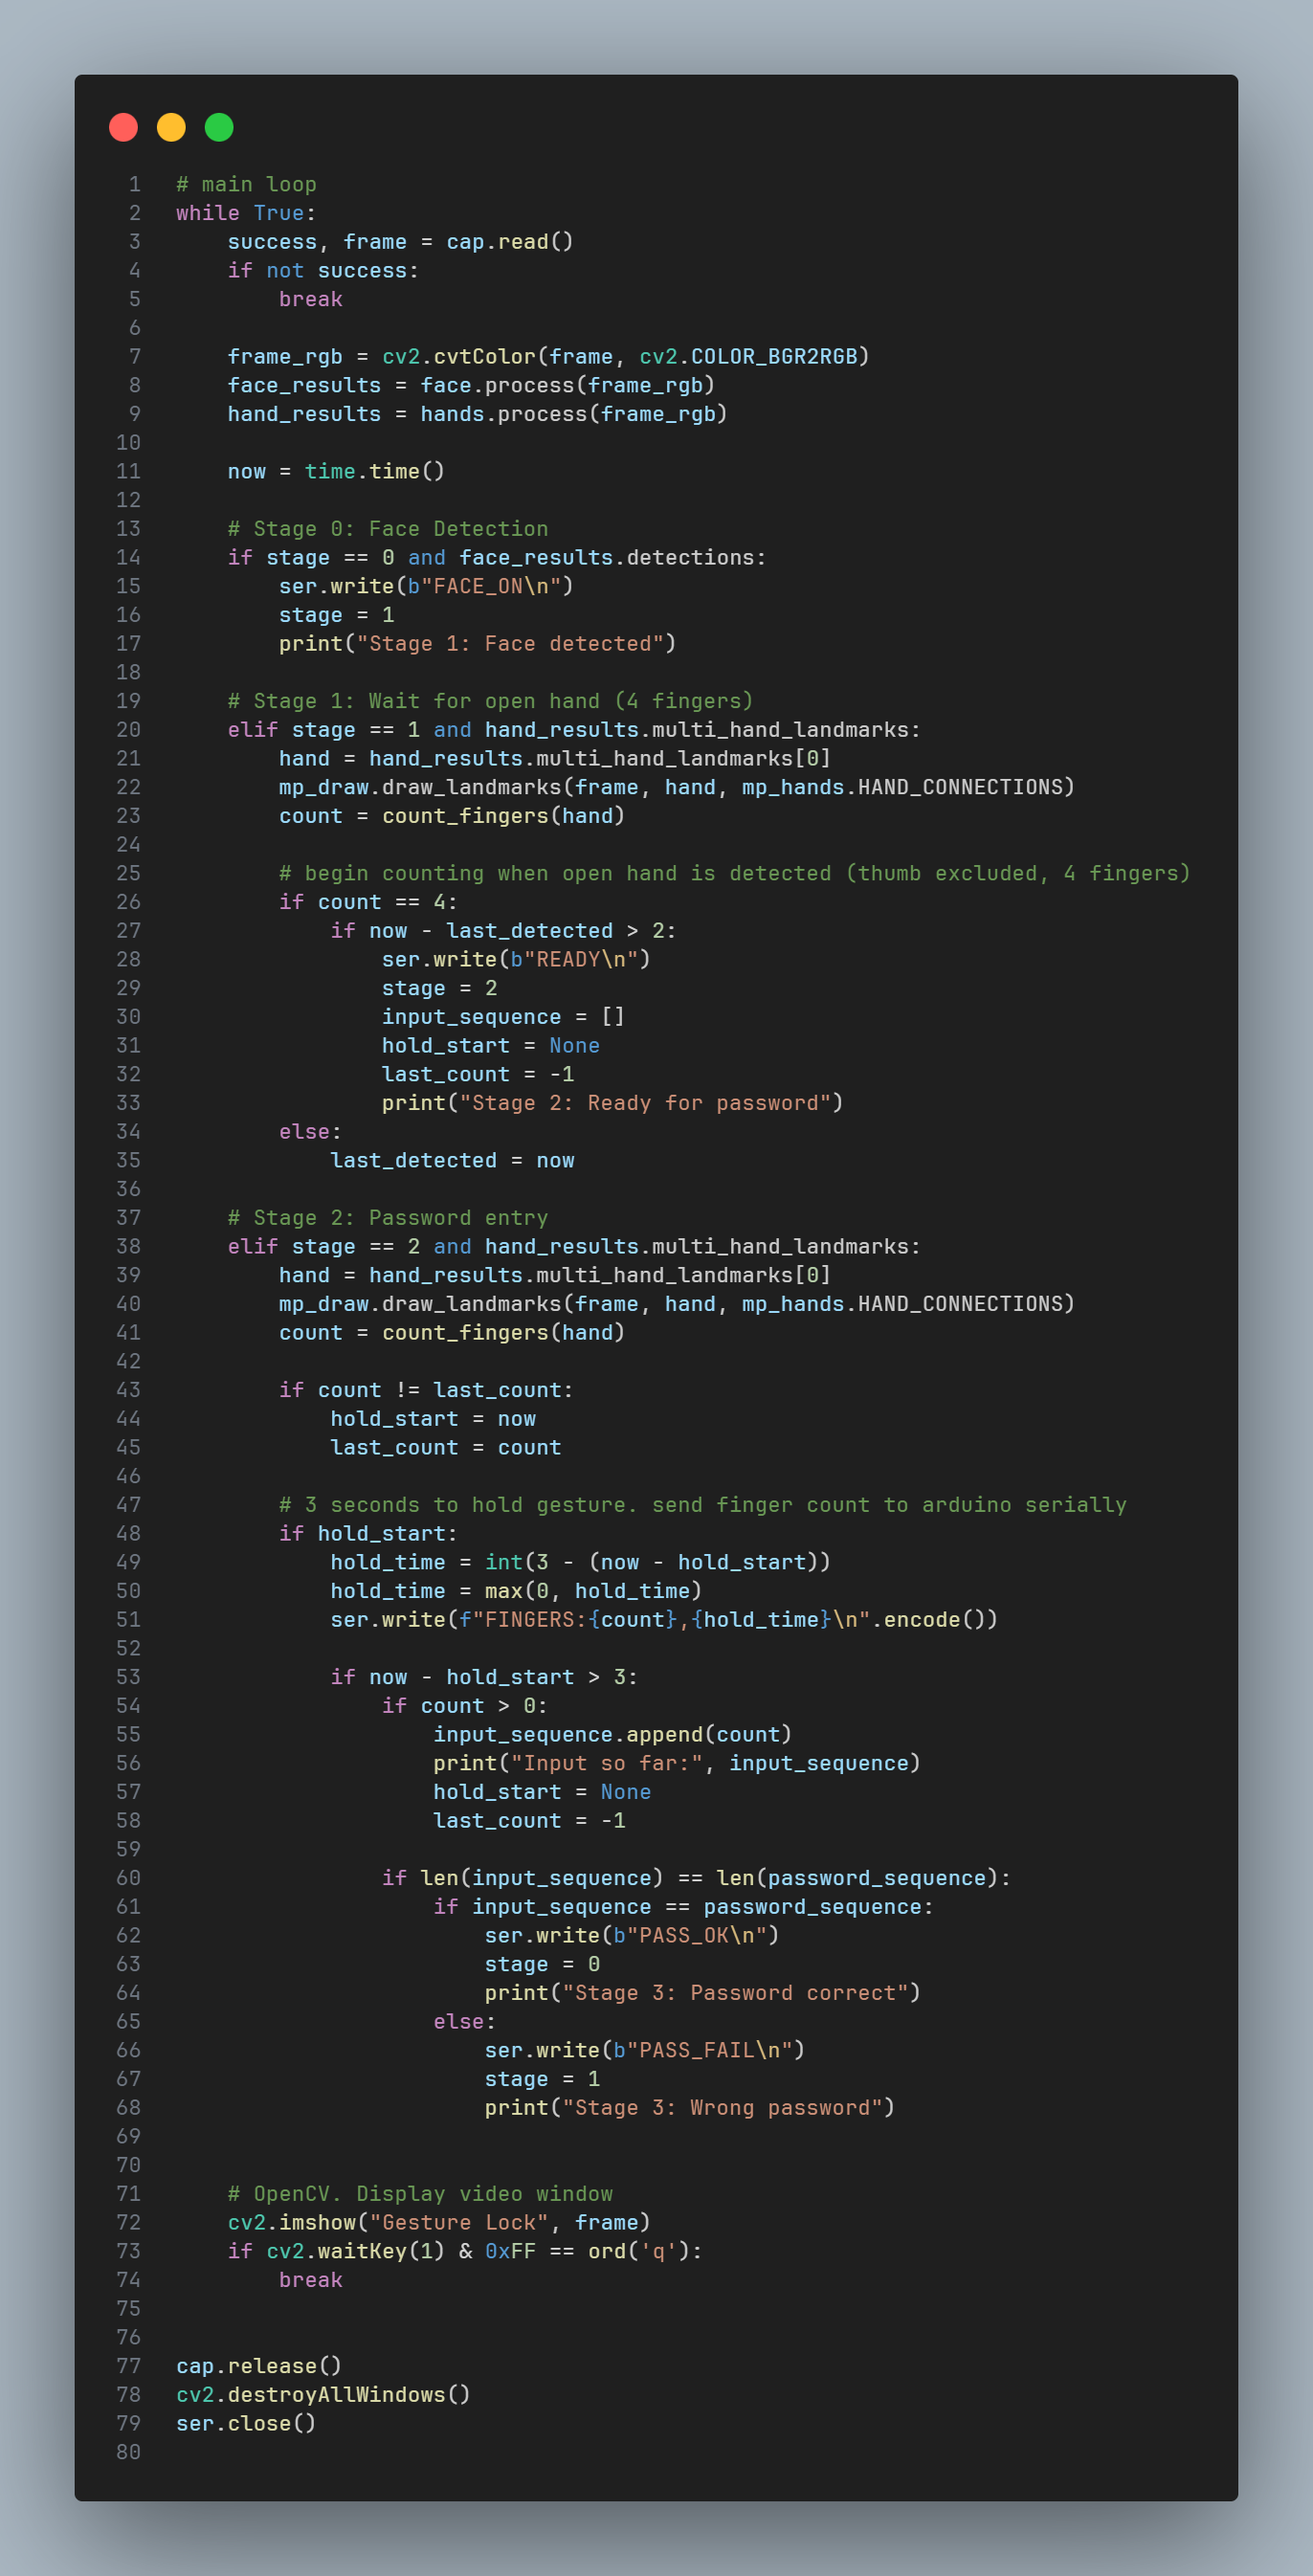 1 # main loop
2 while True:
3     success, frame = cap.read()
4     if not success:
5         break
6
7     frame_rgb = cv2.cvtColor(frame, cv2.COLOR_BGR2RGB)
8     face_results = face.process(frame_rgb)
9     hand_results = hands.process(frame_rgb)
10
11     now = time.time()
12
13     # Stage 0: Face Detection
14     if stage == 0 and face_results.detections:
15         ser.write(b"FACE_ON\n")
16         stage = 1
17         print("Stage 1: Face detected")
18
19     # Stage 1: Wait for open hand (4 fingers)
20     elif stage == 1 and hand_results.multi_hand_landmarks:
21         hand = hand_results.multi_hand_landmarks[0]
22         mp_draw.draw_landmarks(frame, hand, mp_hands.HAND_CONNECTIONS)
23         count = count_fingers(hand)
24
25         # begin counting when open hand is detected (thumb excluded, 4 fingers)
26         if count == 4:
27             if now - last_detected > 2:
28                 ser.write(b"READY\n")
29                 stage = 2
30                 input_sequence = []
31                 hold_start = None
32                 last_count = -1
33                 print("Stage 2: Ready for password")
34         else:
35             last_detected = now
36
37     # Stage 2: Password entry
38     elif stage == 2 and hand_results.multi_hand_landmarks:
39         hand = hand_results.multi_hand_landmarks[0]
40         mp_draw.draw_landmarks(frame, hand, mp_hands.HAND_CONNECTIONS)
41         count = count_fingers(hand)
42
43         if count != last_count:
44             hold_start = now
45             last_count = count
46
47         # 3 seconds to hold gesture. send finger count to arduino serially
48         if hold_start:
49             hold_time = int(3 - (now - hold_start))
50             hold_time = max(0, hold_time)
51             ser.write(f"FINGERS:{count},{hold_time}\n".encode())
52
53             if now - hold_start > 3:
54                 if count > 0:
55                     input_sequence.append(count)
56                     print("Input so far:", input_sequence)
57                     hold_start = None
58                     last_count = -1
59
60                 if len(input_sequence) == len(password_sequence):
61                     if input_sequence == password_sequence:
62                         ser.write(b"PASS_OK\n")
63                         stage = 0
64                         print("Stage 3: Password correct")
65                     else:
66                         ser.write(b"PASS_FAIL\n")
67                         stage = 1
68                         print("Stage 3: Wrong password")
69
70
71     # OpenCV. Display video window
72     cv2.imshow("Gesture Lock", frame)
73     if cv2.waitKey(1) & 0xFF == ord('q'):
74         break
75
76
77 cap.release()
78 cv2.destroyAllWindows()
79 ser.close()
80